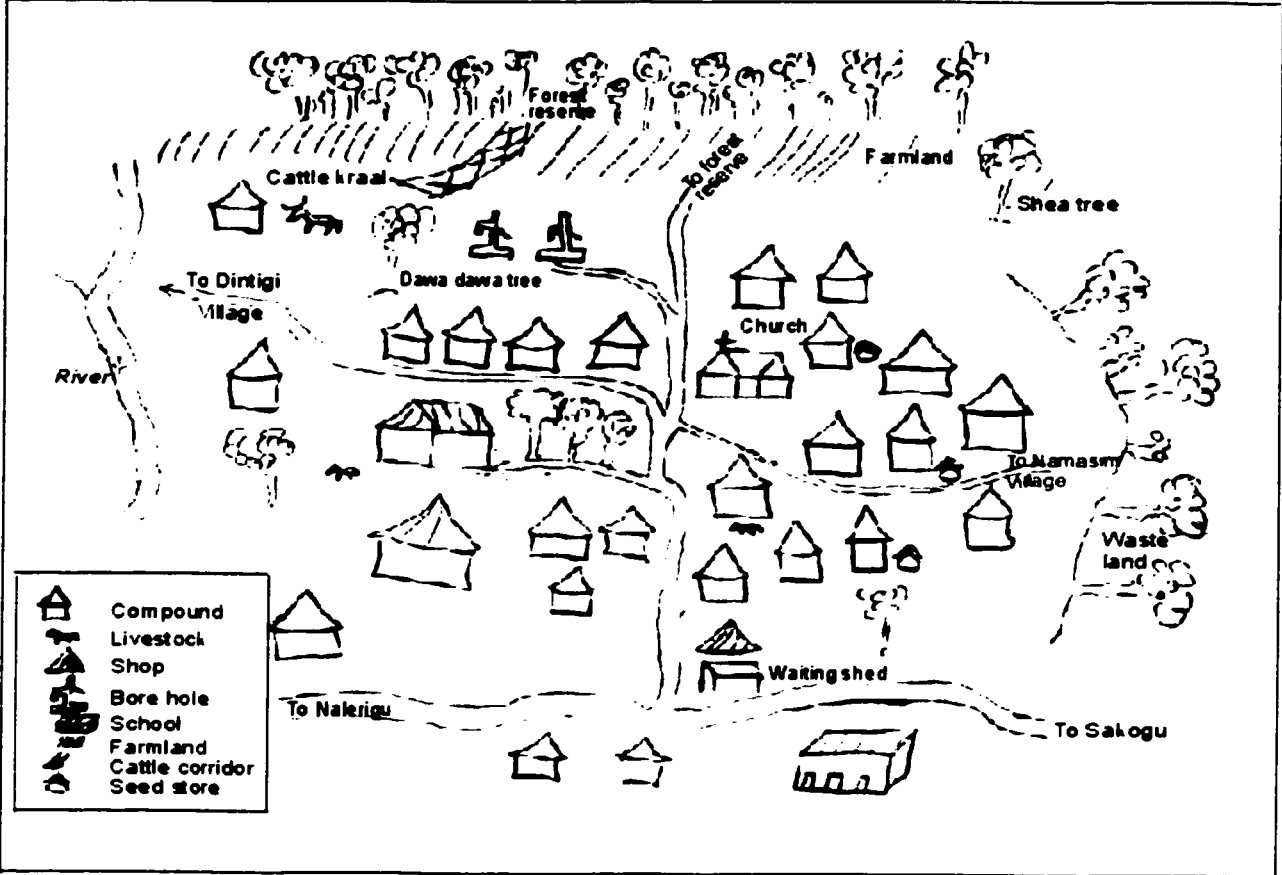 Forest
reserve
To forest
reserve
Farmland
Cattle kraal
Shea tree
To Dintigi
Village
Dawa dawa tree
Church
River
To Namasim
Village
Waste
land
Compound
Livestock
Shop
Bore hole
School
Farmland
Cattle corridor
Seed store
Waiting shed
To Nalerigu
To Sakogu